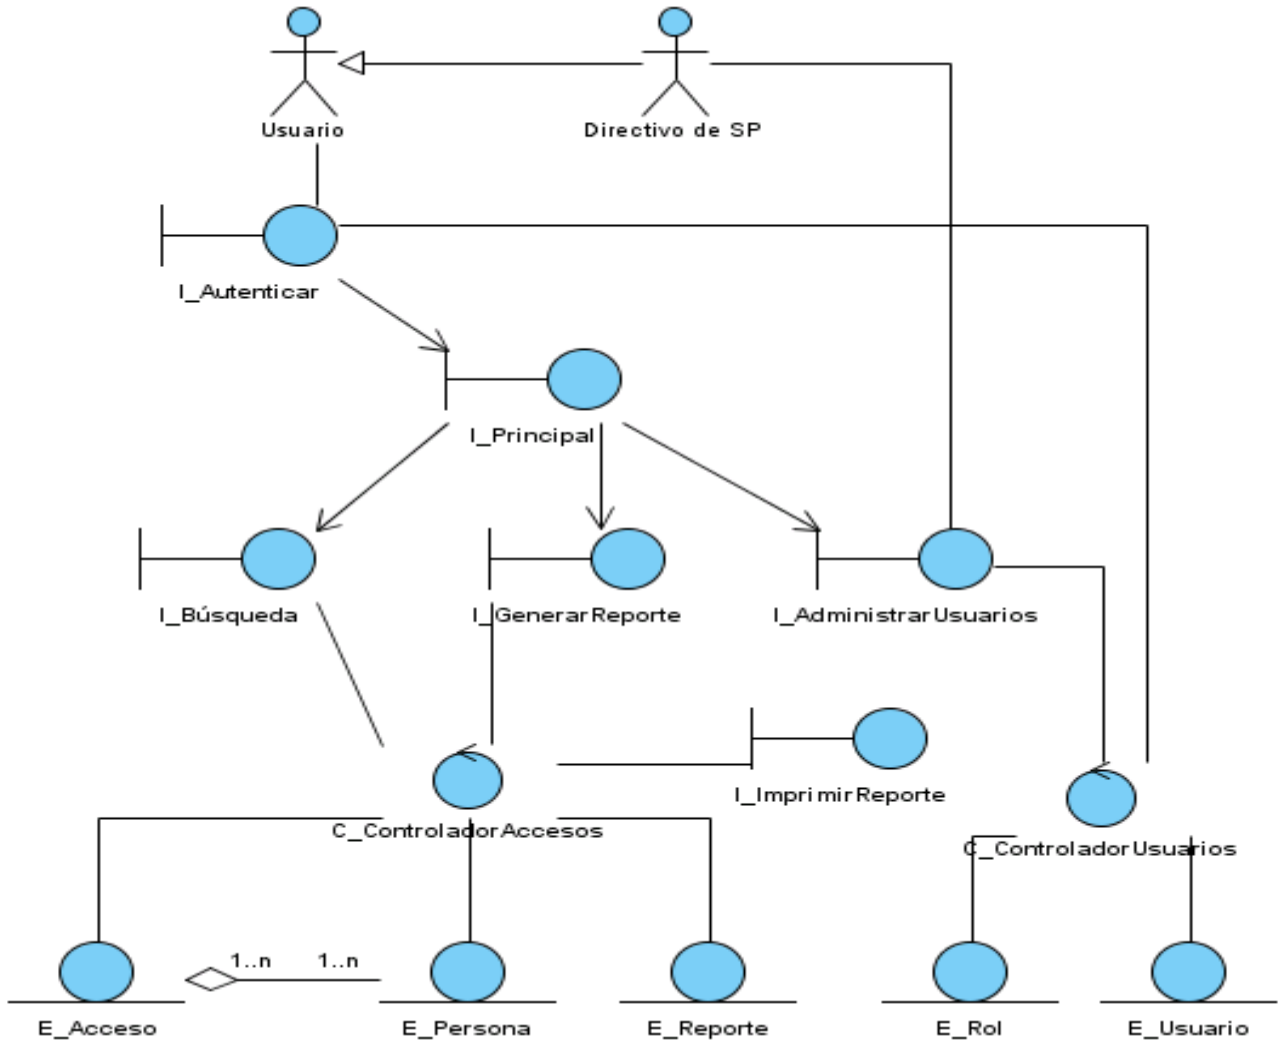 Usuario
Directivo de SP
I_Autenticar
I_Principal
I_Búsqueda
I_GenerarReporte
I_AdministrarUsuarios
I_ImprimirReporte
C_ControladorAccesos
C_ControladorUsuarios
1..n
1..n
E_Acceso
E_Persona
E_Reporte
E_Rol
E_Usuario